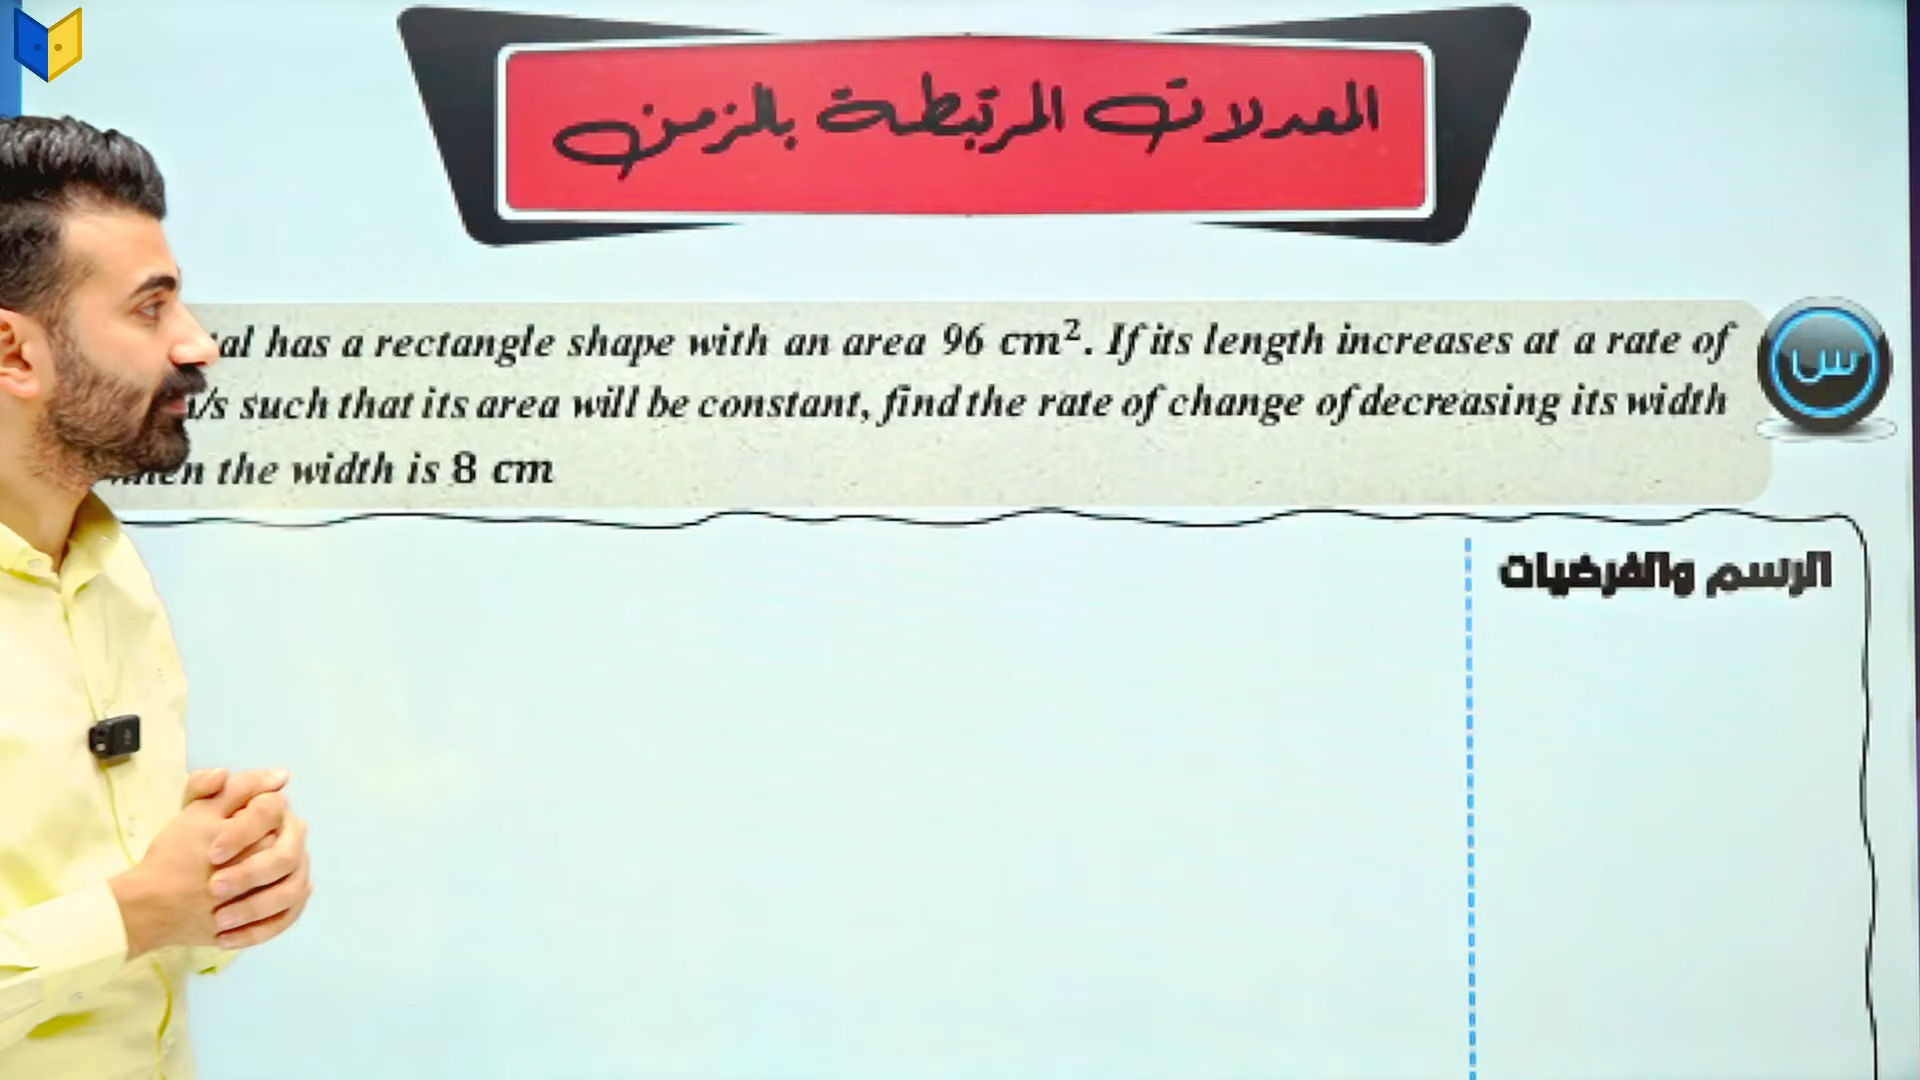 المعدلات المرتبطة بالزمن
has a rectangle shape with an area 96 cm². If its length increases at a rate of
such that its area will be constant, find the rate of change of decreasing its width
the width is 8 cm
س
الرسم والفرضيات